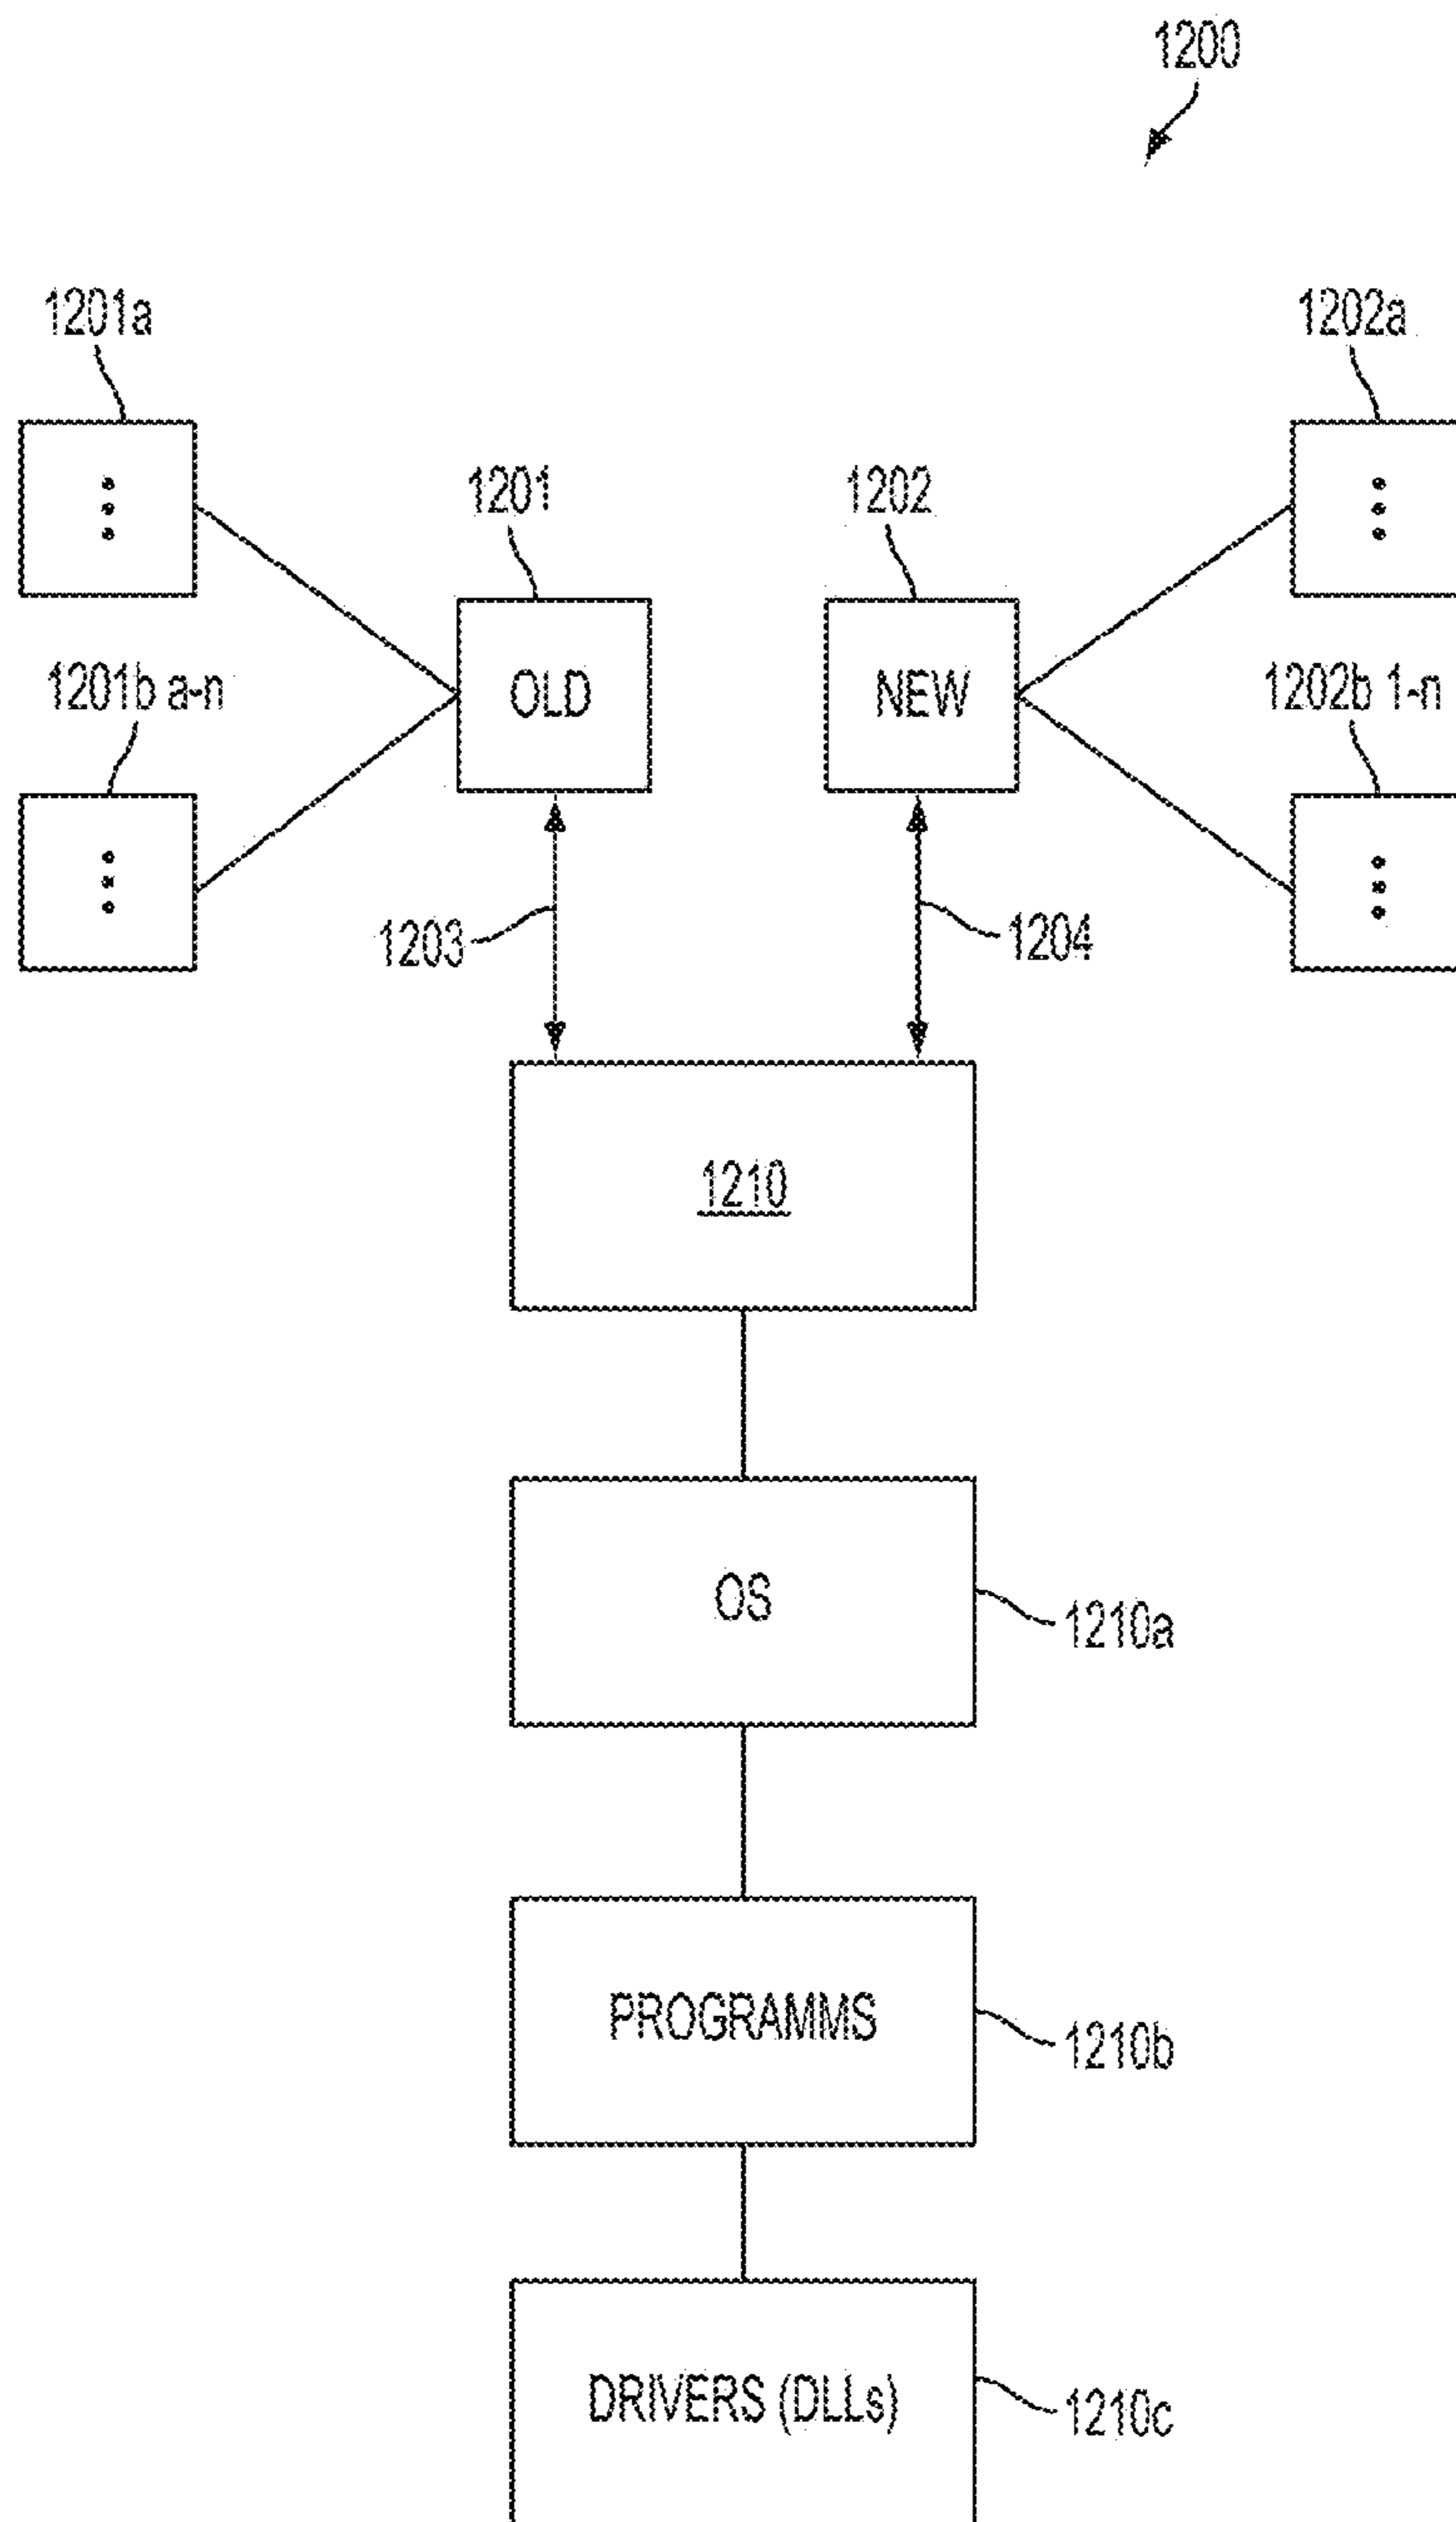 1200
1201a
1202a
1201
1202
1201b a-n
OLD
NEW
1202b 1-n
1203
1204
1210
OS
1210a
PROGRAMMS
1210b
DRIVERS (DLLs)
1210c